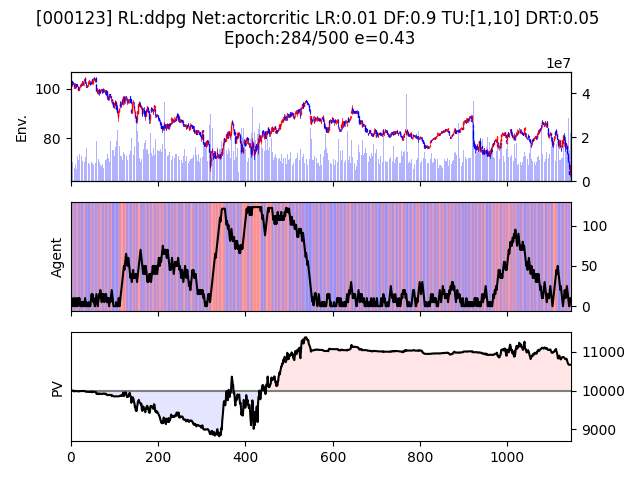 [000123] RL:ddpg Net:actorcritic LR:0.01 DF:0.9 TU:[1,10] DRT:0.05
Epoch:284/500 e=0.43
1e7
Env.
100
80
4
2
0
Agent
100
50
0
PV
11000
10000
9000
0 200 400 600 800 1000